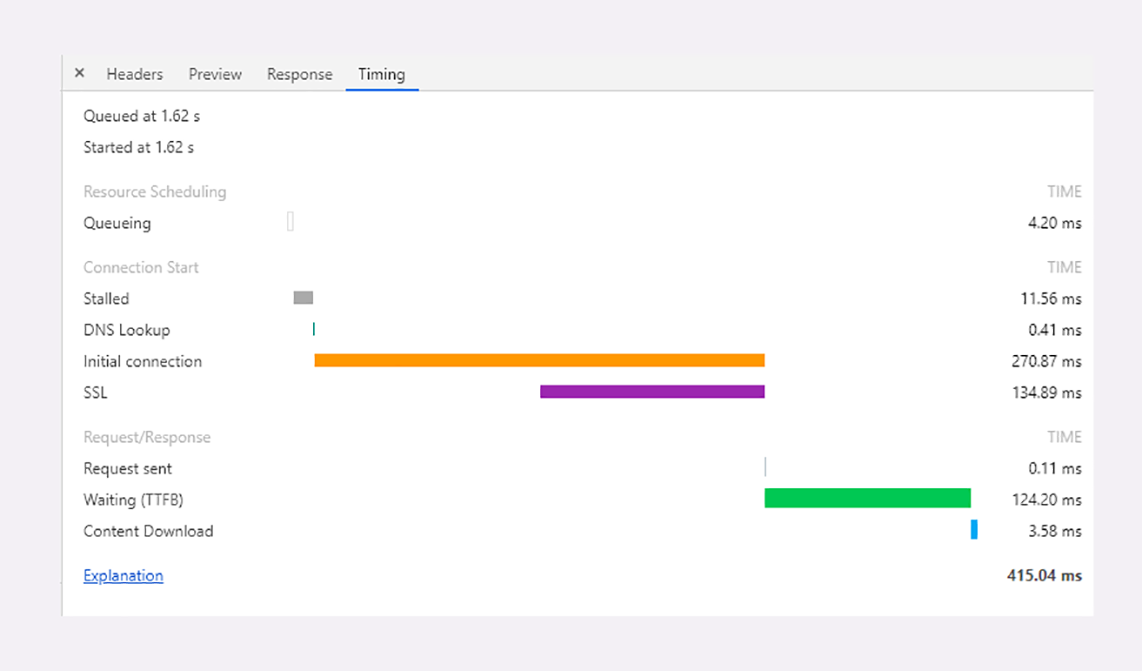 × Headers Preview Response Timing
Queued at 1.62 s
Started at 1.62 s
Resource Scheduling TIME
Queueing 4.20 ms
Connection Start TIME
Stalled 11.56 ms
DNS Lookup 0.41 ms
Initial connection 270.87 ms
SSL 134.89 ms
Request/Response TIME
Request sent 0.11 ms
Waiting (TTFB) 124.20 ms
Content Download 3.58 ms
Explanation 415.04 ms